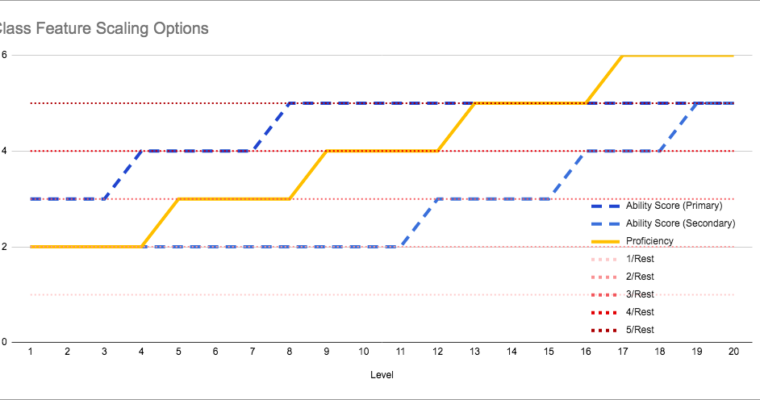 Class Feature Scaling Options
6
4
2
0
1 2 3 4 5 6 7 8 9 10 11 12 13 14 15 16 17 18 19 20
Level
Ability Score (Primary)
Ability Score (Secondary)
Proficiency
1/Rest
2/Rest
3/Rest
4/Rest
5/Rest